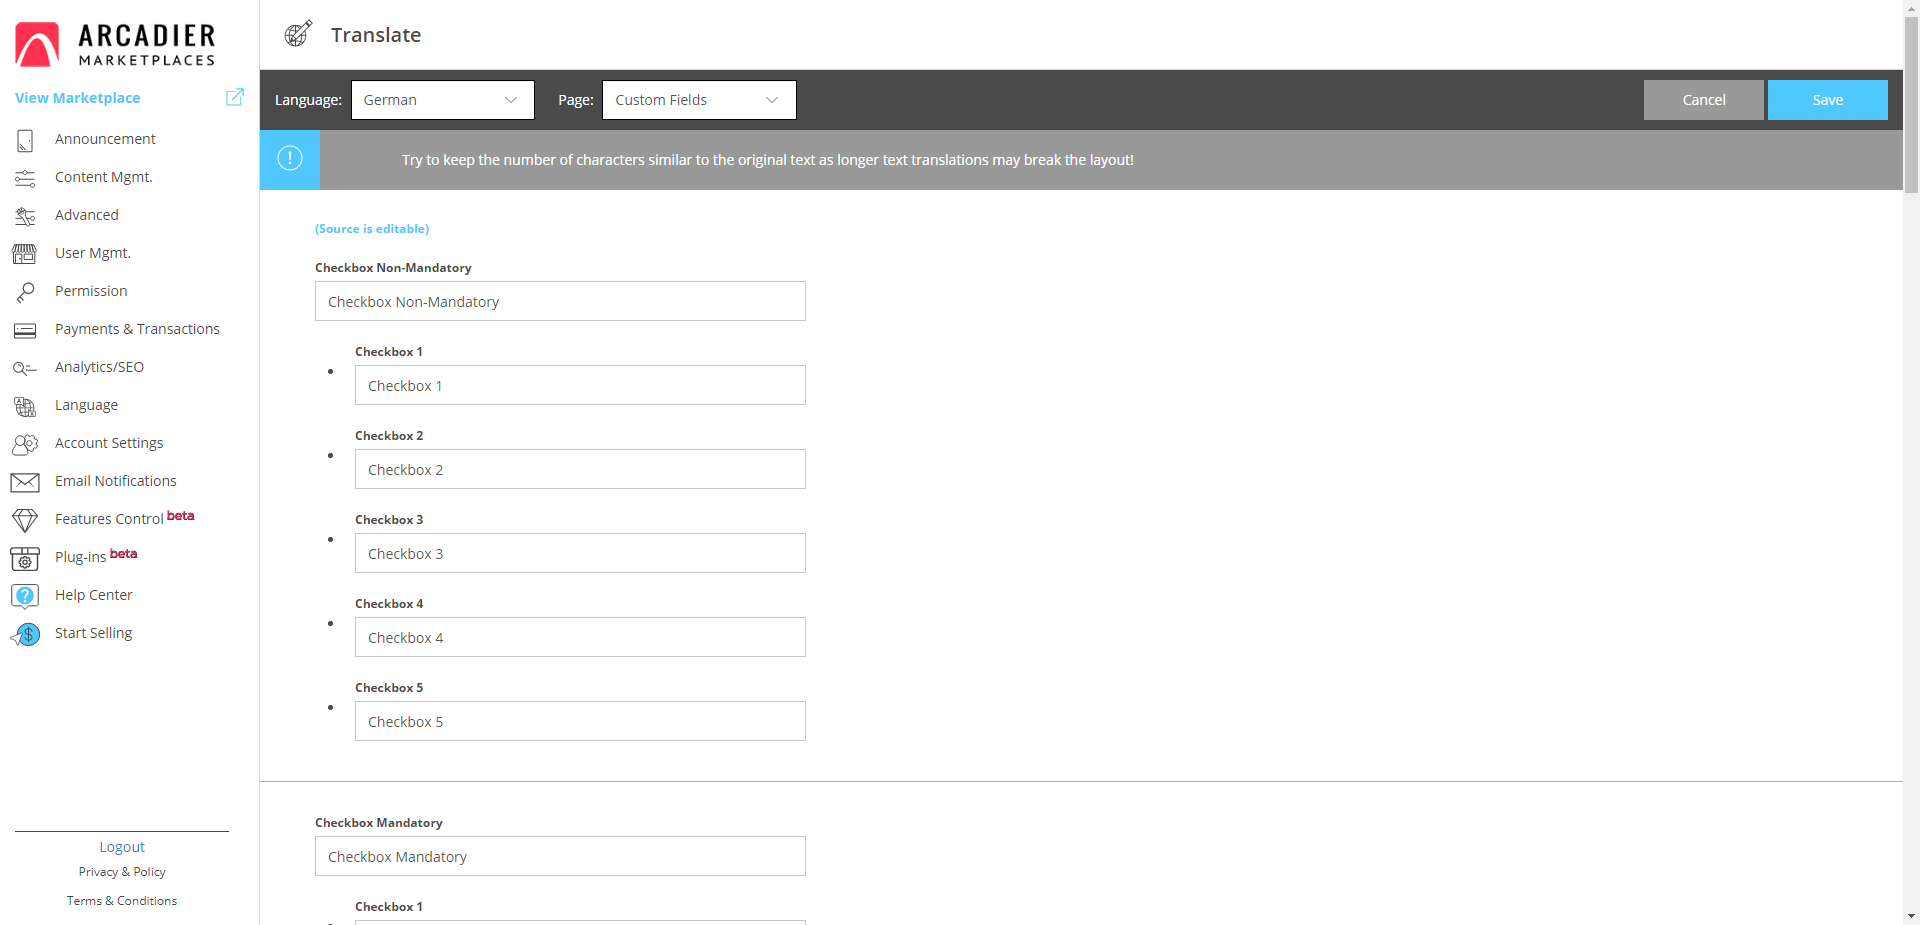 ARCADIER
MARKETPLACES
View Marketplace
Announcement
Content Mgmt.
Advanced
User Mgmt.
Permission
Payments & Transactions
Analytics/SEO
Language
Account Settings
Email Notifications
Features Control beta
Plug-ins beta
Help Center
Start Selling
Logout
Privacy & Policy
Terms & Conditions
Translate
Language: German Page: Custom Fields Cancel Save
Try to keep the number of characters similar to the original text as longer text translations may break the layout!
(Source is editable)
Checkbox Non-Mandatory
Checkbox Non-Mandatory
Checkbox 1
Checkbox 1
Checkbox 2
Checkbox 2
Checkbox 3
Checkbox 3
Checkbox 4
Checkbox 4
Checkbox 5
Checkbox 5
Checkbox Mandatory
Checkbox Mandatory
Checkbox 1